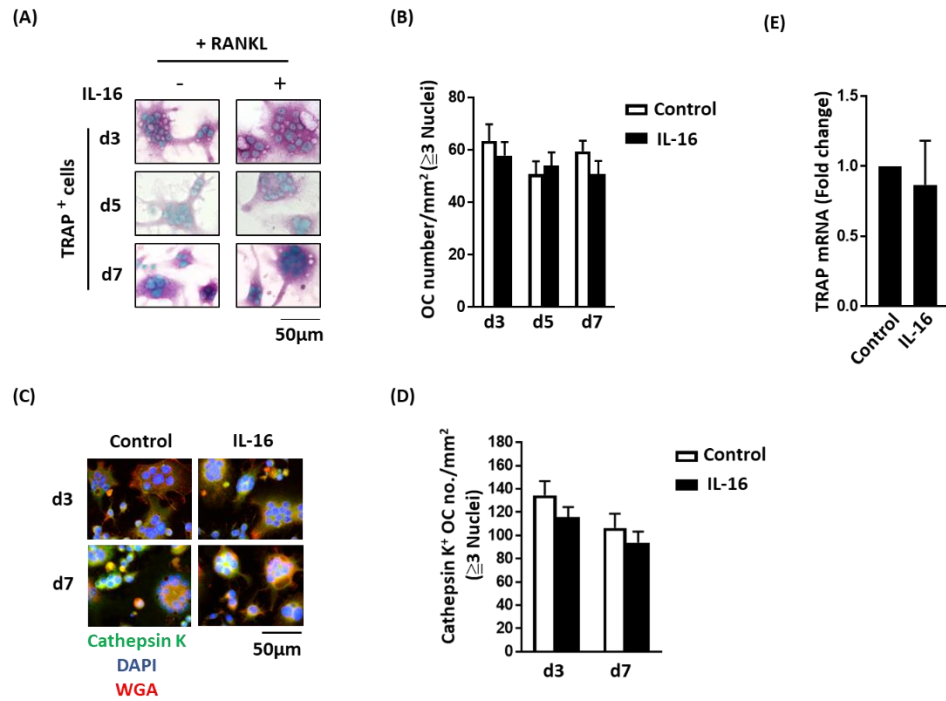 (A)
+ RANKL
IL-16 - +
TRAP + cells
d3
d5
d7
50μm
(B)
OC number/mm² (≧3 Nuclei)
80
60
40
20
0
d3 d5 d7
Control
IL-16
(E)
TRAP mRNA (Fold change)
1.5
1.0
0.5
0.0
Control
IL-16
(C)
Control IL-16
d3
d7
Cathepsin K
DAPI
WGA
50μm
(D)
Cathepsin K⁺ OC no./mm²
(≧3 Nuclei)
180
160
140
120
100
80
60
40
20
0
d3 d7
Control
IL-16